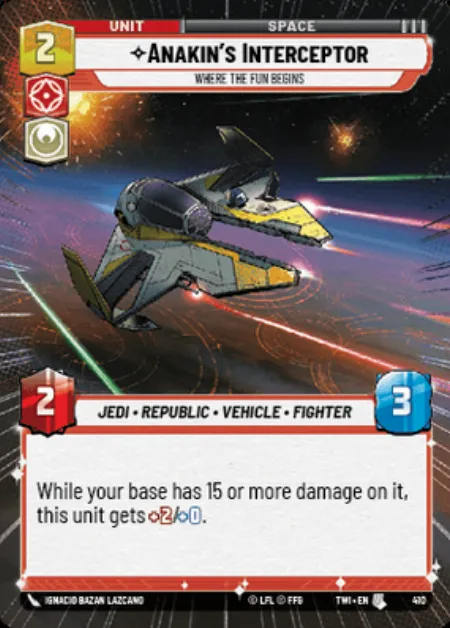 UNIT
SPACE
2
ANAKIN'S INTERCEPTOR
WHERE THE FUN BEGINS
2
JEDI • REPUBLIC • VEHICLE • FIGHTER
3
While your base has 15 or more damage on it,
this unit gets +2/+0.
IGNACIO BAZAN LAZCANO
© LFL © FFG
TWI • EN
410